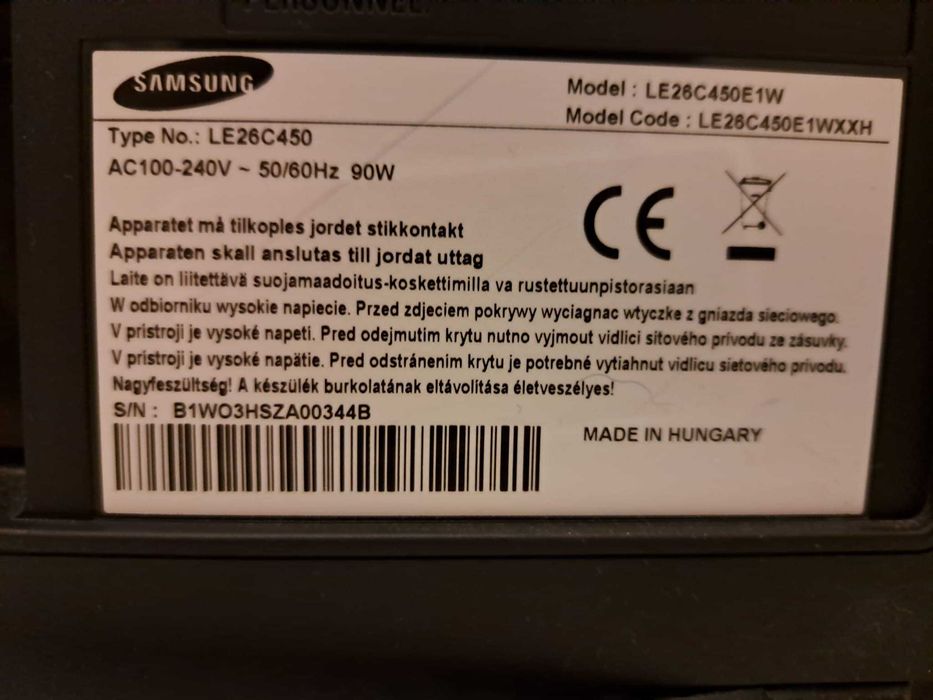 PERSONNEL
SAMSUNG
Model : LE26C450E1W
Model Code : LE26C450E1WXXH
Type No.: LE26C450
AC100-240V ~ 50/60Hz 90W
Apparatet må tilkoples jordet stikkontakt
Apparaten skall anslutas till jordat uttag
Laite on liitettävä suojamaadoitus-koskettimilla va rustettuunpistorasiaan
W odbiorniku wysokie napiecie. Przed zdjeciem pokrywy wyciagnac wtyczke z gniazda sieciowego.
V pristroji je vysoké napeti. Pred odejmutim krytu nutno vyjmout vidlici sitového prívodu ze zásuvky.
V pristroji je vysoké napätie. Pred odstránenim krytu je potrebné vytiahnut vidlicu sietového prívodu.
Nagyfeszültség! A készülék burkolatának eltávolítása életveszélyes!
S/N : B1WO3HSZA00344B
MADE IN HUNGARY